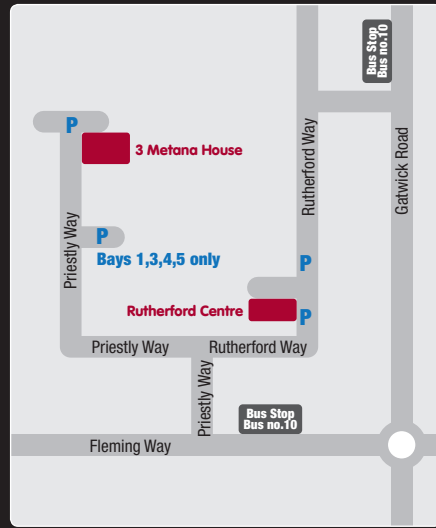 Bus Stop
Bus no.10
P
3 Metana House
Rutherford Way
Gatwick Road
Priestly Way
P
Bays 1,3,4,5 only
P
Rutherford Centre
P
Priestly Way
Rutherford Way
Priestly Way
Bus Stop
Bus no.10
Fleming Way